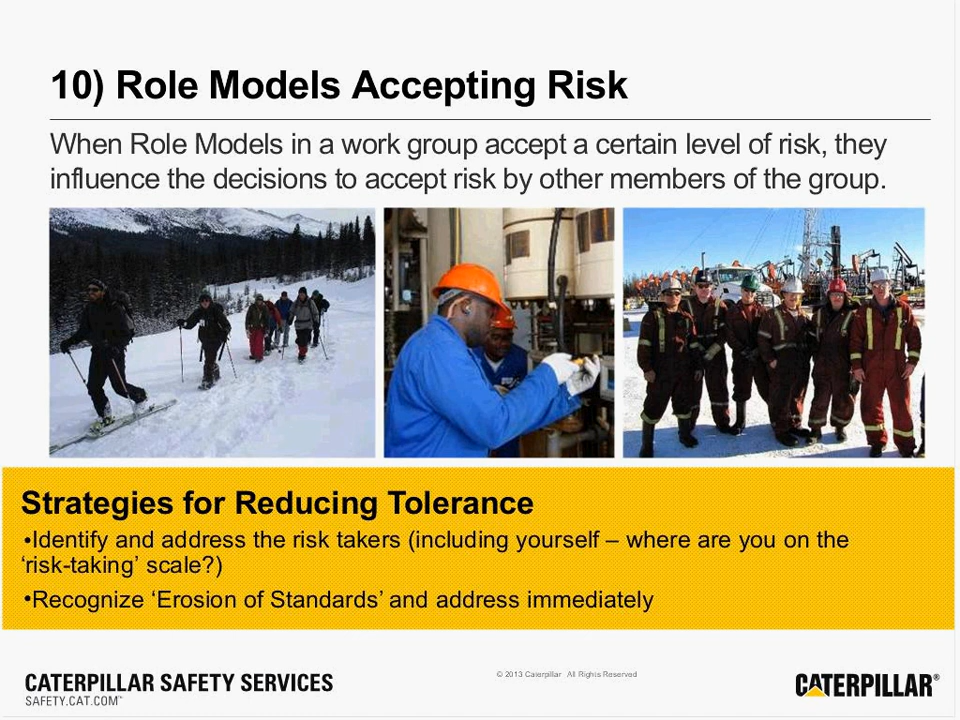 10) Role Models Accepting Risk
When Role Models in a work group accept a certain level of risk, they
influence the decisions to accept risk by other members of the group.
Strategies for Reducing Tolerance
•Identify and address the risk takers (including yourself – where are you on the
‘risk-taking’ scale?)
•Recognize ‘Erosion of Standards’ and address immediately
CATERPILLAR SAFETY SERVICES
SAFETY.CAT.COM™
© 2013 Caterpillar All Rights Reserved
CATERPILLAR®